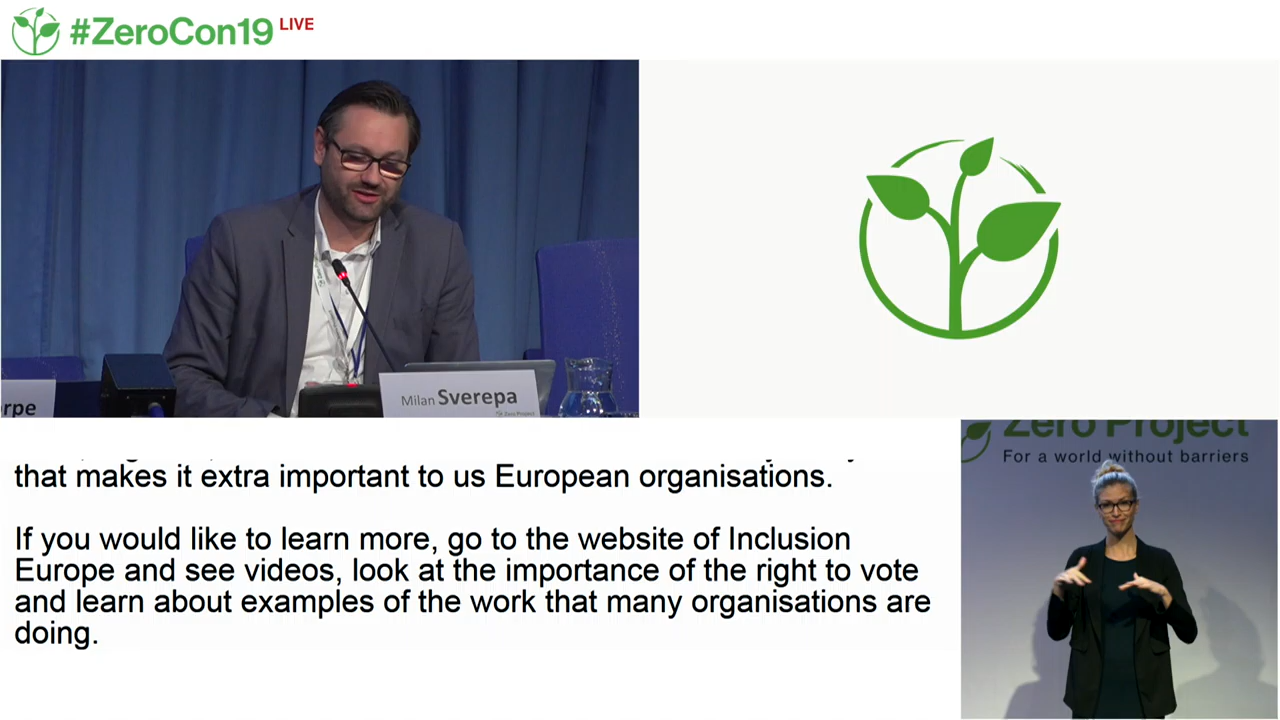 #ZeroCon19 LIVE
orpe
Milan Sverepa
Zero Project
that makes it extra important to us European organisations.
If you would like to learn more, go to the website of Inclusion
Europe and see videos, look at the importance of the right to vote
and learn about examples of the work that many organisations are
doing.
Zero Project
For a world without barriers